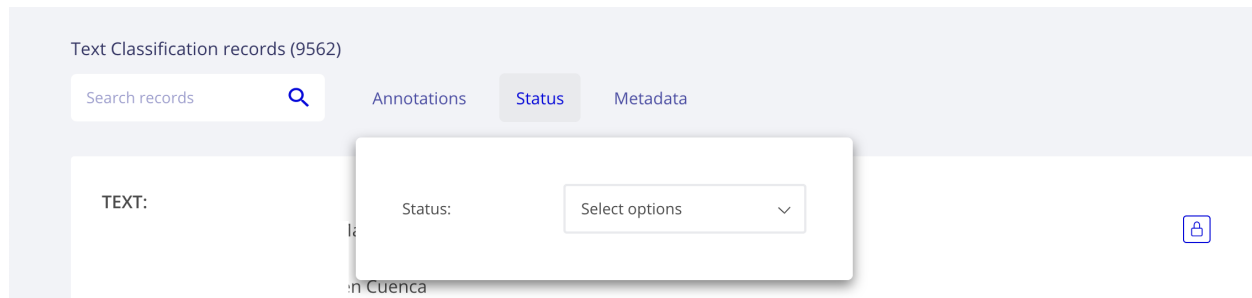 Text Classification records (9562)
Search records
Annotations Status Metadata
TEXT:
Status: Select options
en Cuenca